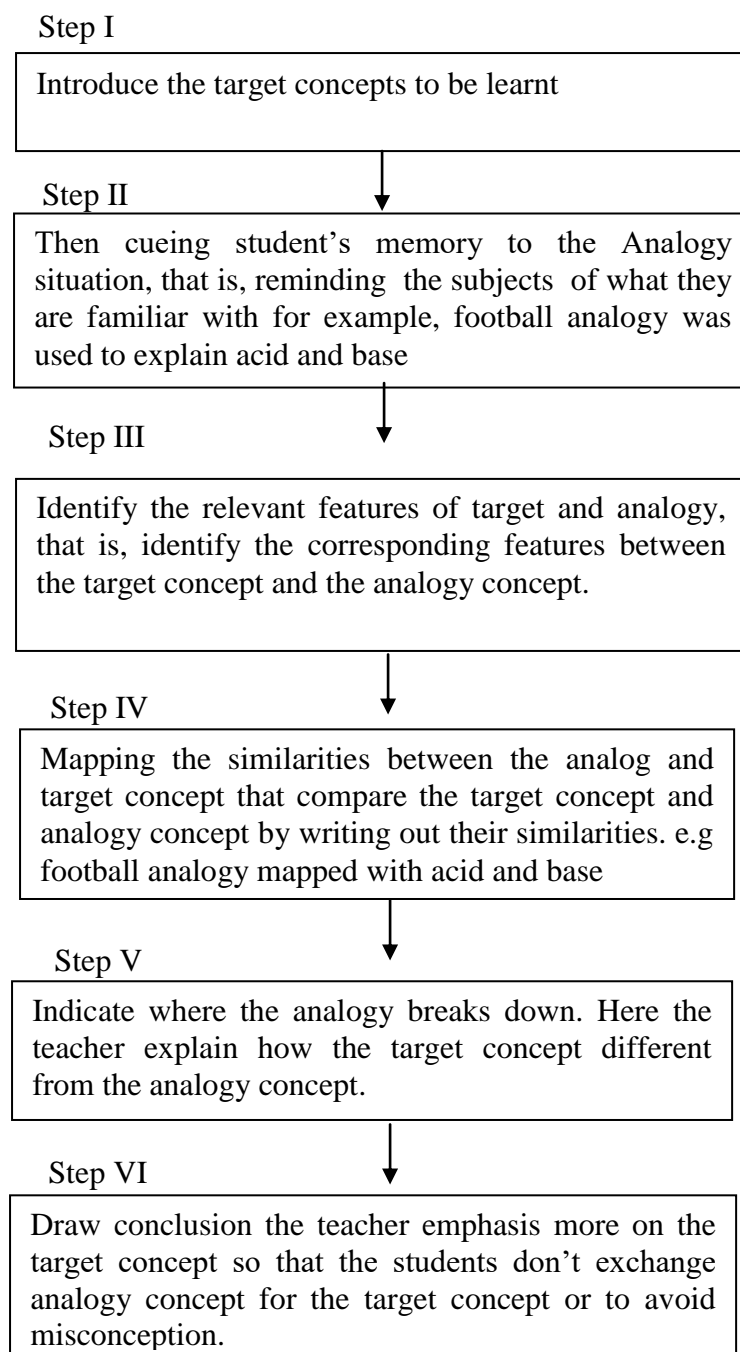 Step I
Introduce the target concepts to be learnt
Step II
Then cueing student’s memory to the Analogy
situation, that is, reminding the subjects of what they
are familiar with for example, football analogy was
used to explain acid and base
Step III
Identify the relevant features of target and analogy,
that is, identify the corresponding features between
the target concept and the analogy concept.
Step IV
Mapping the similarities between the analog and
target concept that compare the target concept and
analogy concept by writing out their similarities. e.g
football analogy mapped with acid and base
Step V
Indicate where the analogy breaks down. Here the
teacher explain how the target concept different
from the analogy concept.
Step VI
Draw conclusion the teacher emphasis more on the
target concept so that the students don’t exchange
analogy concept for the target concept or to avoid
misconception.